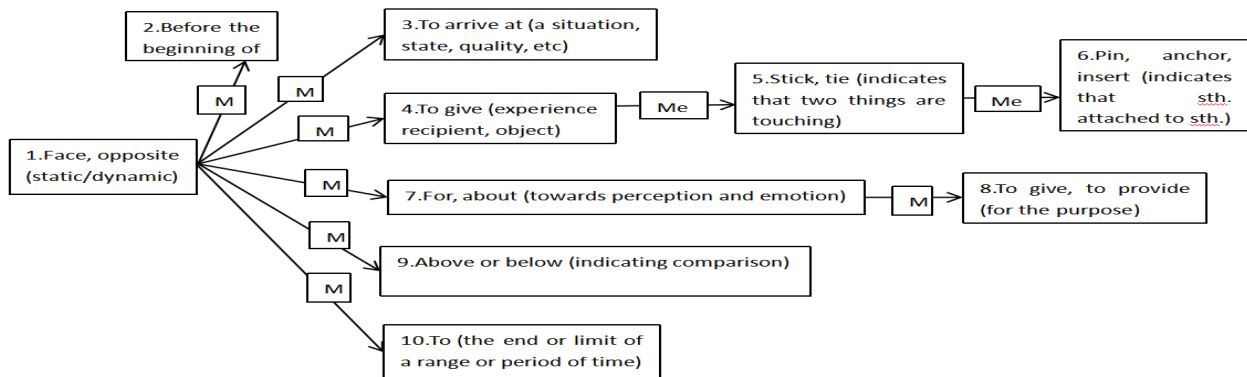 2.Before the
beginning of
3.To arrive at (a situation,
state, quality, etc)
M
M
4.To give (experience
recipient, object)
Me
5.Stick, tie (indicates
that two things are
touching)
Me
6.Pin, anchor,
insert (indicates
that sth.
attached to sth.)
M
1.Face, opposite
(static/dynamic)
M
7.For, about (towards perception and emotion)
M
8.To give, to provide
(for the purpose)
M
9.Above or below (indicating comparison)
M
10.To (the end or limit of
a range or period of time)